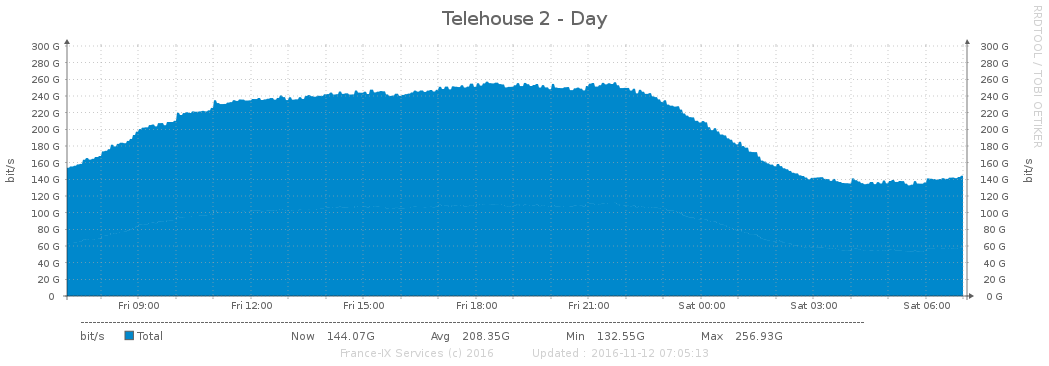 Telehouse 2 - Day
RRDTOOL / TOBI OETIKER
bit/s
300 G
280 G
260 G
240 G
220 G
200 G
180 G
160 G
140 G
120 G
100 G
80 G
60 G
40 G
20 G
0
300 G
280 G
260 G
240 G
220 G
200 G
180 G
160 G
140 G
120 G
100 G
80 G
60 G
40 G
20 G
0 G
bit/s
Fri 09:00 Fri 12:00 Fri 15:00 Fri 18:00 Fri 21:00 Sat 00:00 Sat 03:00 Sat 06:00
bit/s Total Now 144.07G Avg 208.35G Min 132.55G Max 256.93G
France-IX Services (c) 2016 Updated : 2016-11-12 07:05:13